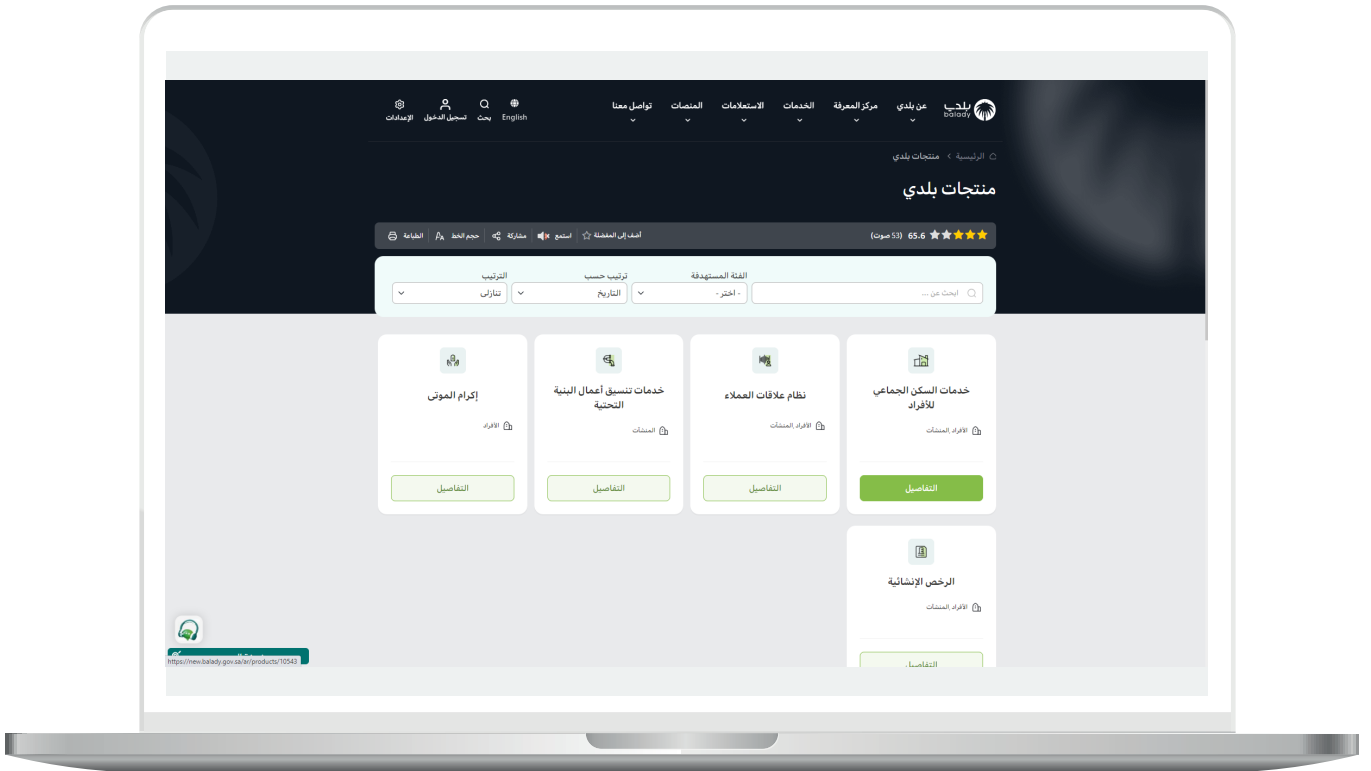 بلدي
balady
عن بلدي
مركز المعرفة
الخدمات
الاستعلامات
المنصات
تواصل معنا
English
بحث
تسجيل الدخول
الإعدادات
الرئيسية
منتجات بلدي
منتجات بلدي
65.6 (53 صوت)
أضف إلى المفضلة
استمع
مشاركة
حجم الخط
الطباعة
الفئة المستهدفة
ترتيب حسب
الترتيب
ابحث عن ...
- اختر -
التاريخ
تنازلى
خدمات السكن الجماعي
للأفراد
الأفراد, المنشآت
التفاصيل
نظام علاقات العملاء
الأفراد, المنشآت
التفاصيل
خدمات تنسيق أعمال البنية
التحتية
المنشآت
التفاصيل
إكرام الموتى
الأفراد
التفاصيل
الرخص الإنشائية
الأفراد, المنشآت
التفاصيل
https://new.balady.gov.sa/ar/products/10543